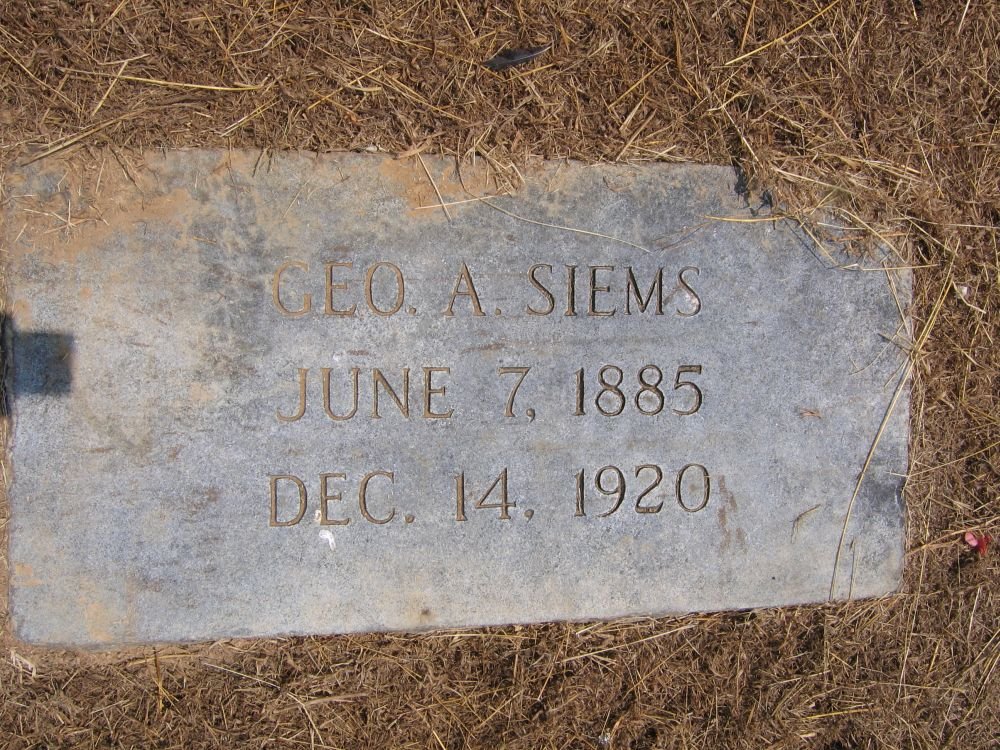 GEO. A. SIEMS
JUNE 7, 1885
DEC. 14, 1920